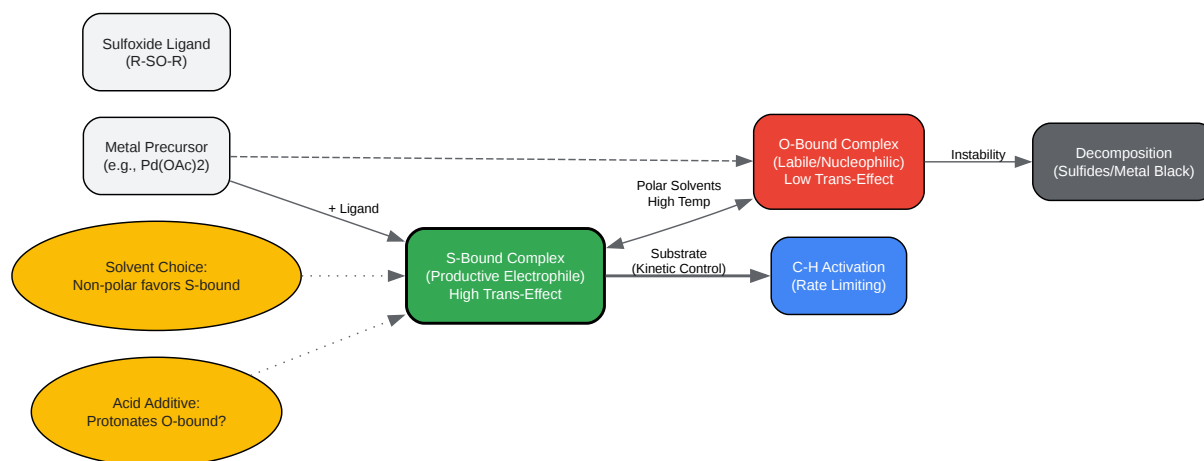 Sulfoxide Ligand
(R-SO-R)
Metal Precursor
(e.g., Pd(OAc)2)
+ Ligand
Solvent Choice:
Non-polar favors S-bound
Acid Additive:
Protonates O-bound?
S-Bound Complex
(Productive Electrophile)
High Trans-Effect
Polar Solvents
High Temp
Substrate
(Kinetic Control)
O-Bound Complex
(Labile/Nucleophilic)
Low Trans-Effect
C-H Activation
(Rate Limiting)
Instability
Decomposition
(Sulfides/Metal Black)